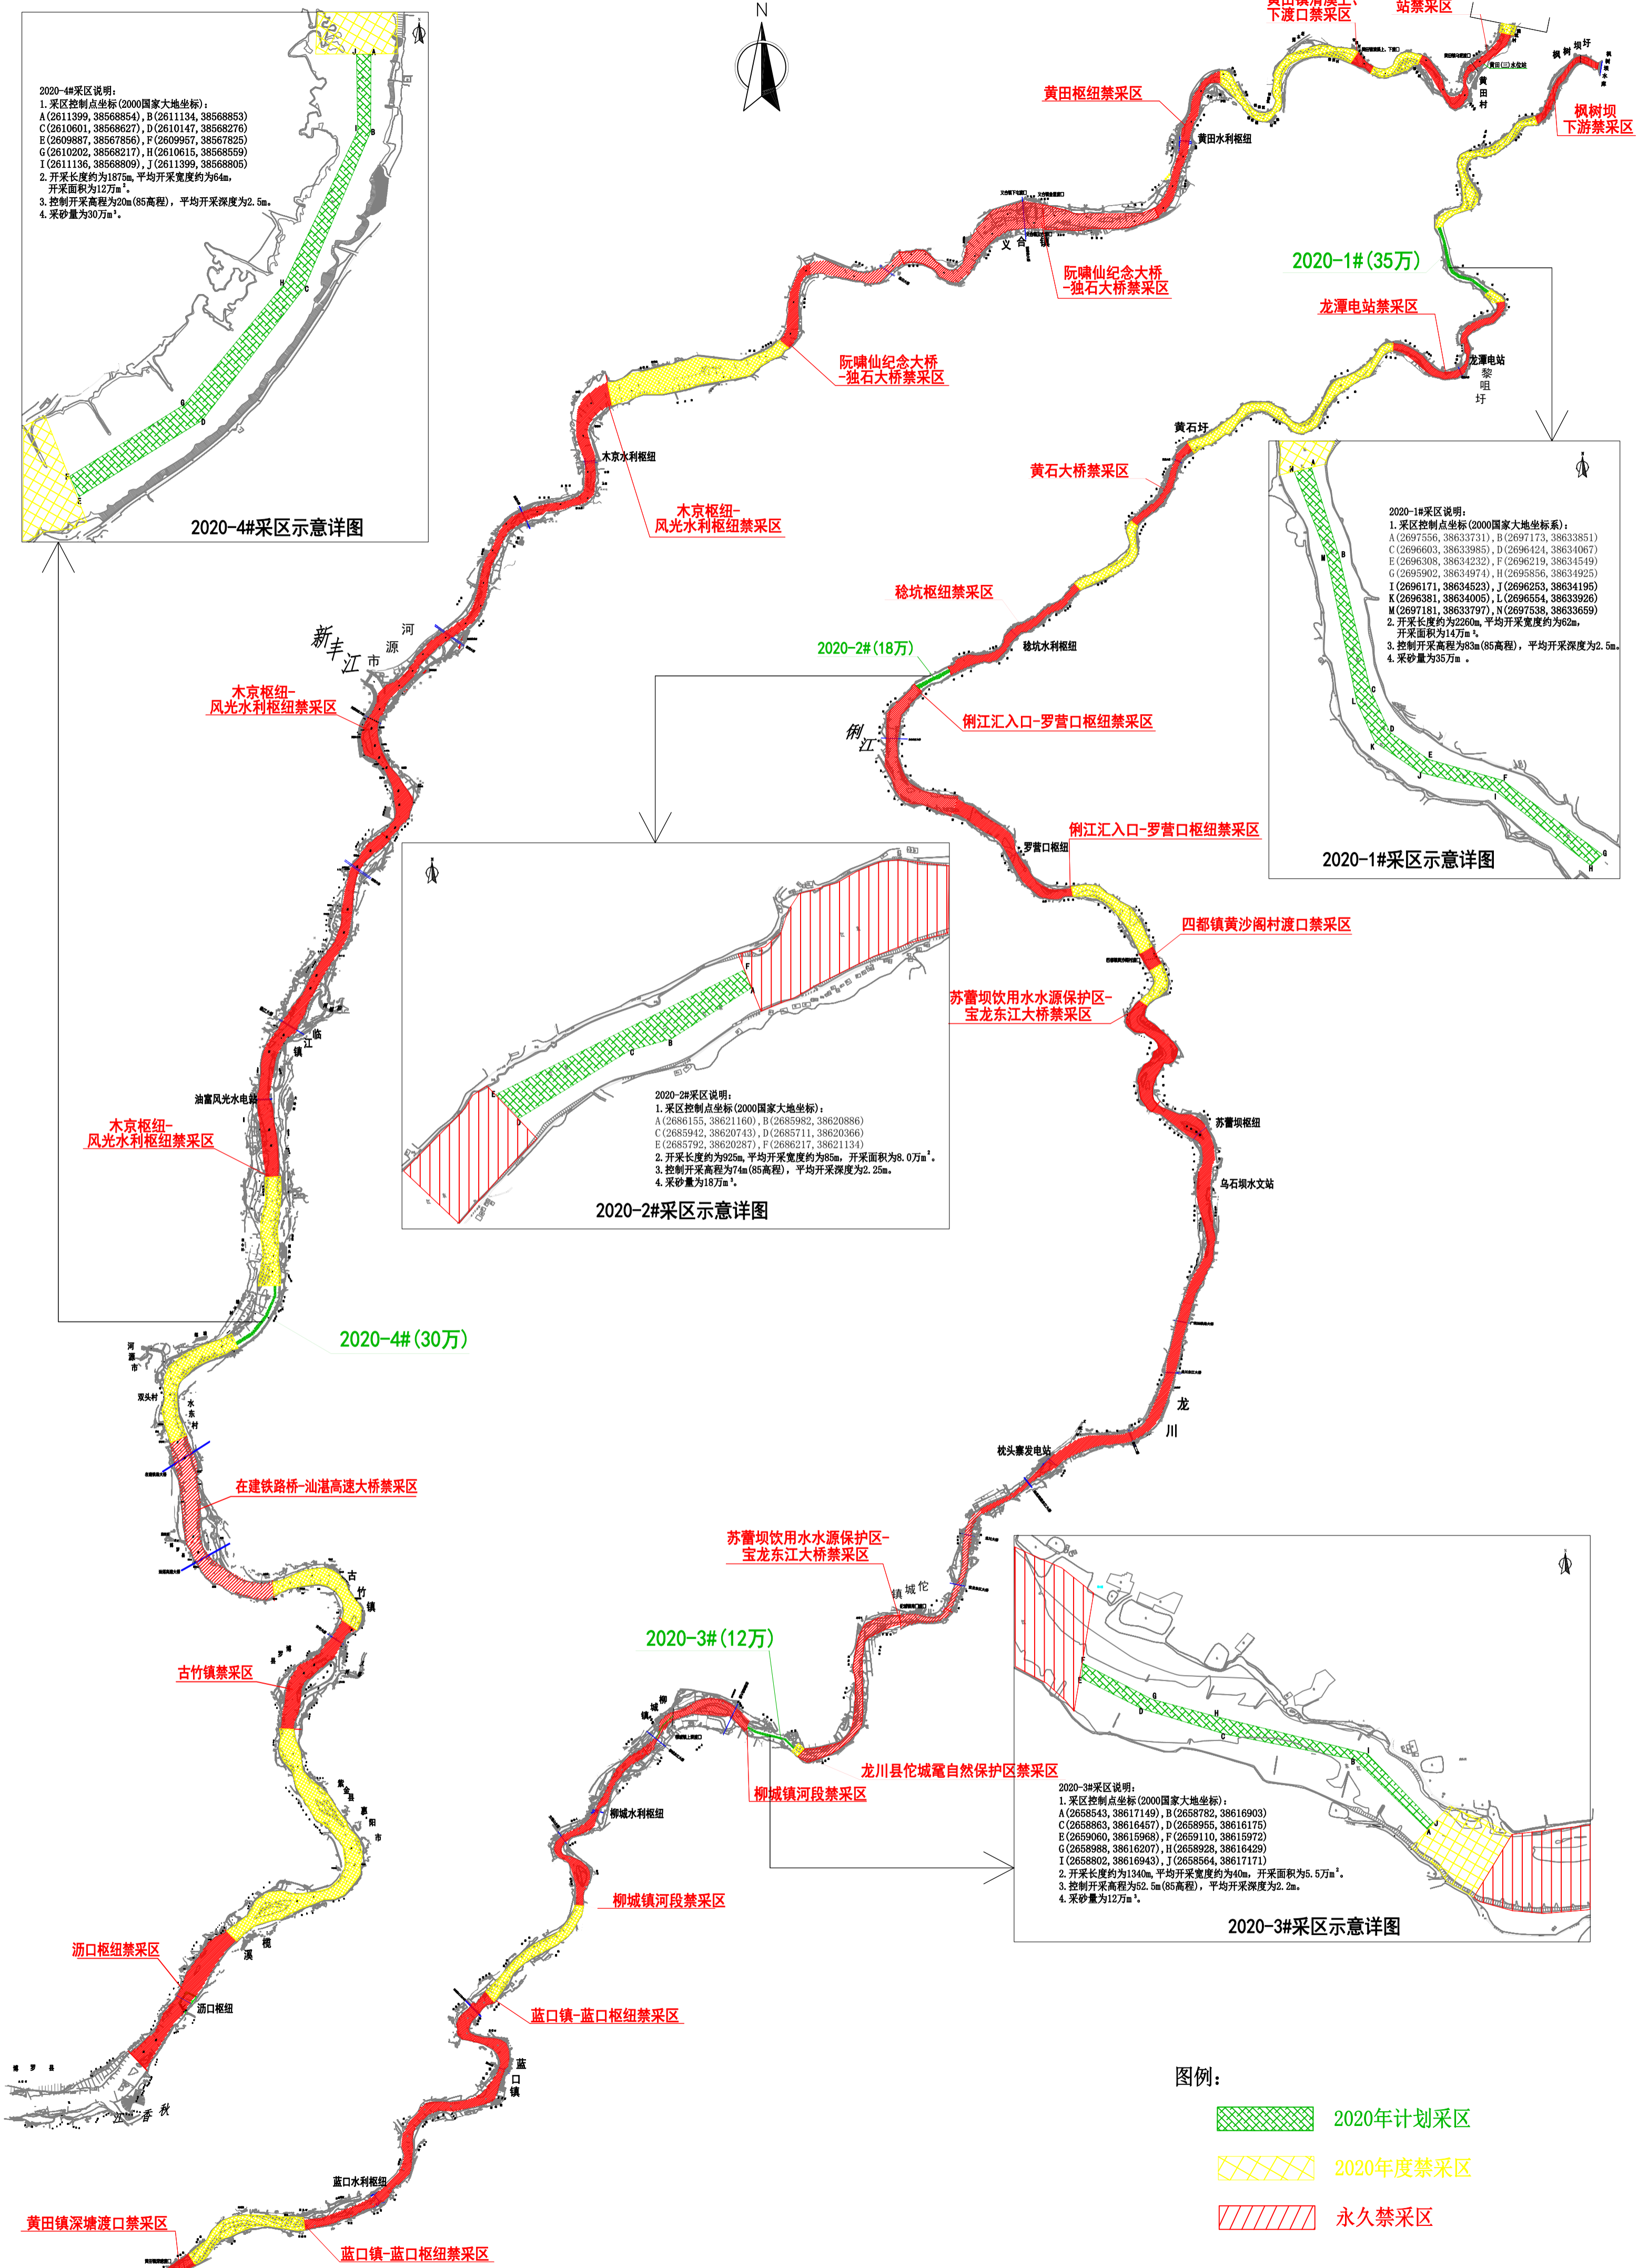 N
2020-4#采区说明:
1.采区控制点坐标(2000国家大地坐标):
A(2611399,38568854),B(2611134,38568853)
C(2610601,38568627),D(2610147,38568276)
E(2609887,38567856),F(2609957,38567825)
G(2610202,38568217),H(2610615,38568559)
I(2611136,38568809),J(2611399,38568805)
2.开采长度约为1875m,平均开采宽度约为64m,
开采面积为12万m²。
3.控制开采高程为20m(85高程),平均开采深度为2.5m。
4.采砂量为30万m³。
J A
I B
H C
G D
F E
2020-4#采区示意详图
下渡口禁采区
站禁采区
黄田(三)水位站
黄田村
枫树坝圩
枫树坝
下游禁采区
黄田枢纽禁采区
黄田水利枢纽
义合镇
阮啸仙纪念大桥
-独石大桥禁采区
2020-1#(35万)
龙潭电站禁采区
龙潭电站
黎咀圩
阮啸仙纪念大桥
-独石大桥禁采区
黄石圩
黄石大桥禁采区
木京水利枢纽
木京枢纽-
风光水利枢纽禁采区
2020-1#采区说明:
1.采区控制点坐标(2000国家大地坐标系):
A(2697556,38633731),B(2697173,38633851)
C(2696603,38633985),D(2696424,38634067)
E(2696308,38634232),F(2696219,38634549)
G(2695902,38634974),H(2695856,38634925)
I(2696171,38634523),J(2696253,38634195)
K(2696381,38634005),L(2696554,38633926)
M(2697181,38633797),N(2697538,38633659)
2.开采长度约为2260m,平均开采宽度约为62m,
开采面积为14万m²。
3.控制开采高程为83m(85高程),平均开采深度为2.5m。
4.采砂量为35万m 。
N A
M B
L C
K D
J E
I F
H G
2020-1#采区示意详图
稔坑枢纽禁采区
稔坑水利枢纽
2020-2#(18万)
新丰江
河源市
木京枢纽-
风光水利枢纽禁采区
俐江汇入口-罗营口枢纽禁采区
俐江
罗营口枢纽
俐江汇入口-罗营口枢纽禁采区
四都镇黄沙阁村渡口禁采区
苏蕾坝饮用水水源保护区-
宝龙东江大桥禁采区
F
A
B
C
E
D
2020-2#采区说明:
1.采区控制点坐标(2000国家大地坐标):
A(2686155,38621160),B(2685982,38620886)
C(2685942,38620743),D(2685711,38620366)
E(2685792,38620287),F(2686217,38621134)
2.开采长度约为925m,平均开采宽度约为85m,开采面积为8.0万m²。
3.控制开采高程为74m(85高程),平均开采深度为2.25m。
4.采砂量为18万m³。
2020-2#采区示意详图
临江镇
油富风光水电站
木京枢纽-
风光水利枢纽禁采区
苏蕾坝枢纽
乌石坝水文站
2020-4#(30万)
河源市
双头村
水东村
龙川
枕头寨发电站
在建铁路桥-汕湛高速大桥禁采区
苏蕾坝饮用水水源保护区-
宝龙东江大桥禁采区
镇城佗
古竹镇
古竹镇禁采区
2020-3#(12万)
镇城柳
龙川县佗城鼋自然保护区禁采区
柳城镇河段禁采区
柳城水利枢纽
紫金县
惠阳市
F
E
G
D
H
C
I
B
J
A
2020-3#采区说明:
1.采区控制点坐标(2000国家大地坐标):
A(2658543,38617149),B(2658782,38616903)
C(2658863,38616457),D(2658955,38616175)
E(2659060,38615968),F(2659110,38615972)
G(2658988,38616207),H(2658928,38616429)
I(2658802,38616943),J(2658564,38617171)
2.开采长度约为1340m,平均开采宽度约为40m,开采面积为5.5万m²。
3.控制开采高程为52.5m(85高程),平均开采深度为2.2m。
4.采砂量为12万m³。
2020-3#采区示意详图
柳城镇河段禁采区
溪榄
沥口枢纽禁采区
沥口枢纽
蓝口镇-蓝口枢纽禁采区
蓝口镇
博罗县
江香秋
蓝口水利枢纽
黄田镇深塘渡口禁采区
蓝口镇-蓝口枢纽禁采区
图例:
2020年计划采区
2020年度禁采区
永久禁采区